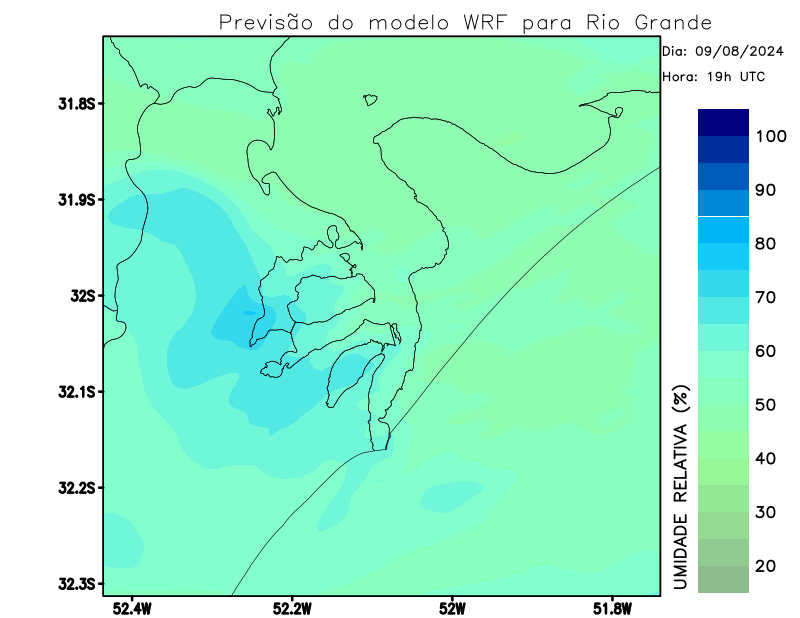 Previsão do modelo WRF para Rio Grande
Dia: 09/08/2024
Hora: 19h UTC
31.8S
31.9S
32S
32.1S
32.2S
32.3S
52.4W
52.2W
52W
51.8W
UMIDADE RELATIVA (%)
100
90
80
70
60
50
40
30
20